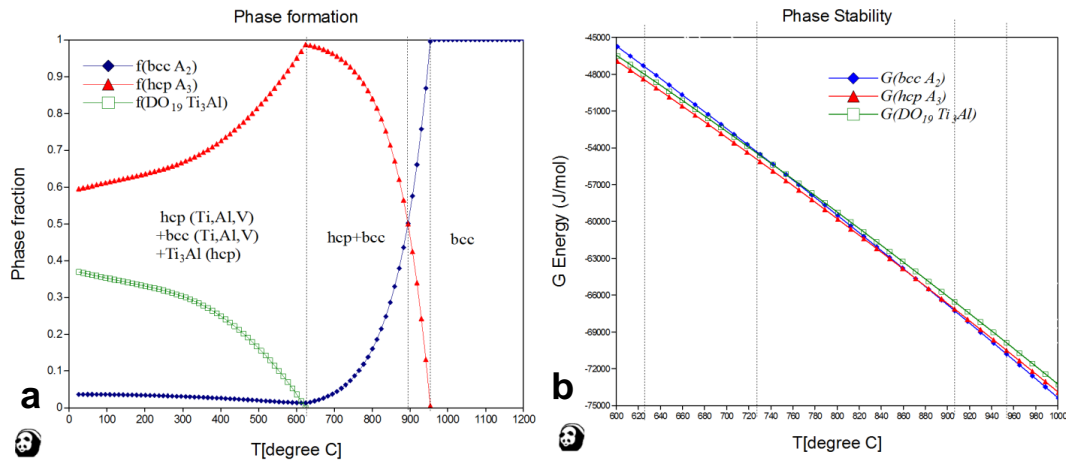 Phase formation
1
0.9
0.8
0.7
0.6
0.5
0.4
0.3
0.2
0.1
0
Phase fraction
f(bcc A2)
f(hcp A3)
f(DO19 Ti3Al)
hcp (Ti,Al,V)
+bcc (Ti,Al,V)
+Ti3Al (hcp)
hcp+bcc
bcc
0 100 200 300 400 500 600 700 800 900 1000 1100 1200
T[degree C]
a
Phase Stability
-45000
-48000
-51000
-54000
-57000
-60000
-63000
-66000
-69000
-72000
-75000
G Energy (J/mol)
G(bcc A2)
G(hcp A3)
G(DO19 Ti3Al)
600 620 640 660 680 700 720 740 760 780 800 820 840 860 880 900 920 940 960 980 1000
T[degree C]
b